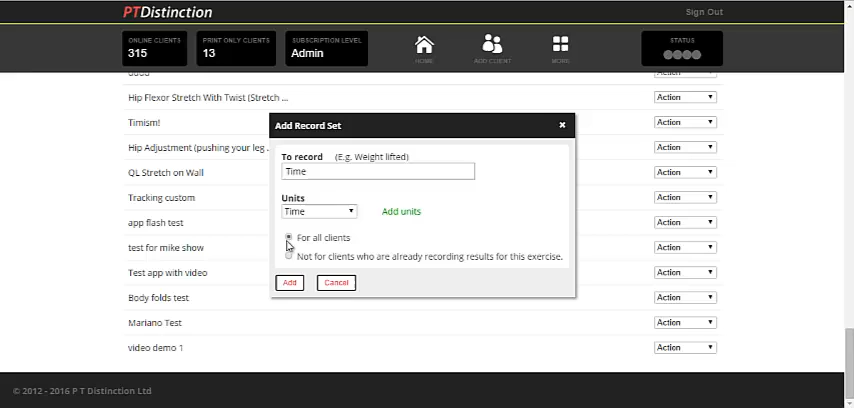 PTDistinction
Sign Out
ONLINE CLIENTS
315
PRINT ONLY CLIENTS
13
SUBSCRIPTION LEVEL
Admin
HOME
ADD CLIENT
MORE
STATUS
Action
Hip Flexor Stretch With Twist (Stretch ...
Action
Timism!
Action
Hip Adjustment (pushing your leg ..
Action
QL Stretch on Wall
Action
Tracking custom
Action
app flash test
Action
test for mike show
Action
Test app with video
Action
Body folds test
Action
Mariano Test
Action
video demo 1
Action
Add Record Set
To record (E.g. Weight lifted)
Time
Units
Time
Add units
For all clients
Not for clients who are already recording results for this exercise.
Add
Cancel
© 2012 - 2016 P T Distinction Ltd